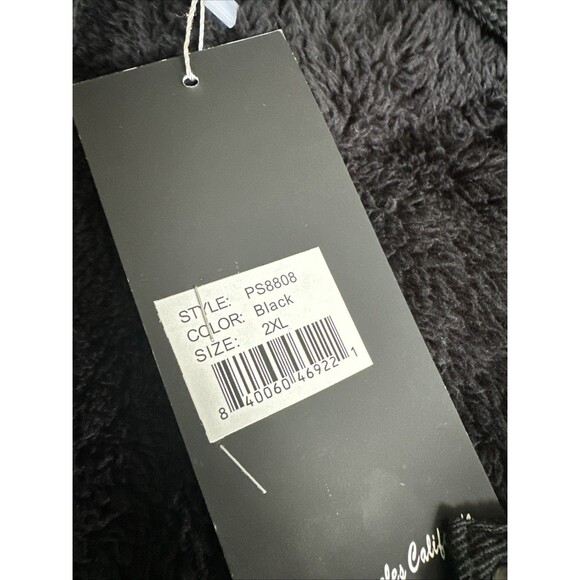 STYLE: PS8808
COLOR: Black
SIZE: 2XL
8 40060 46922 1